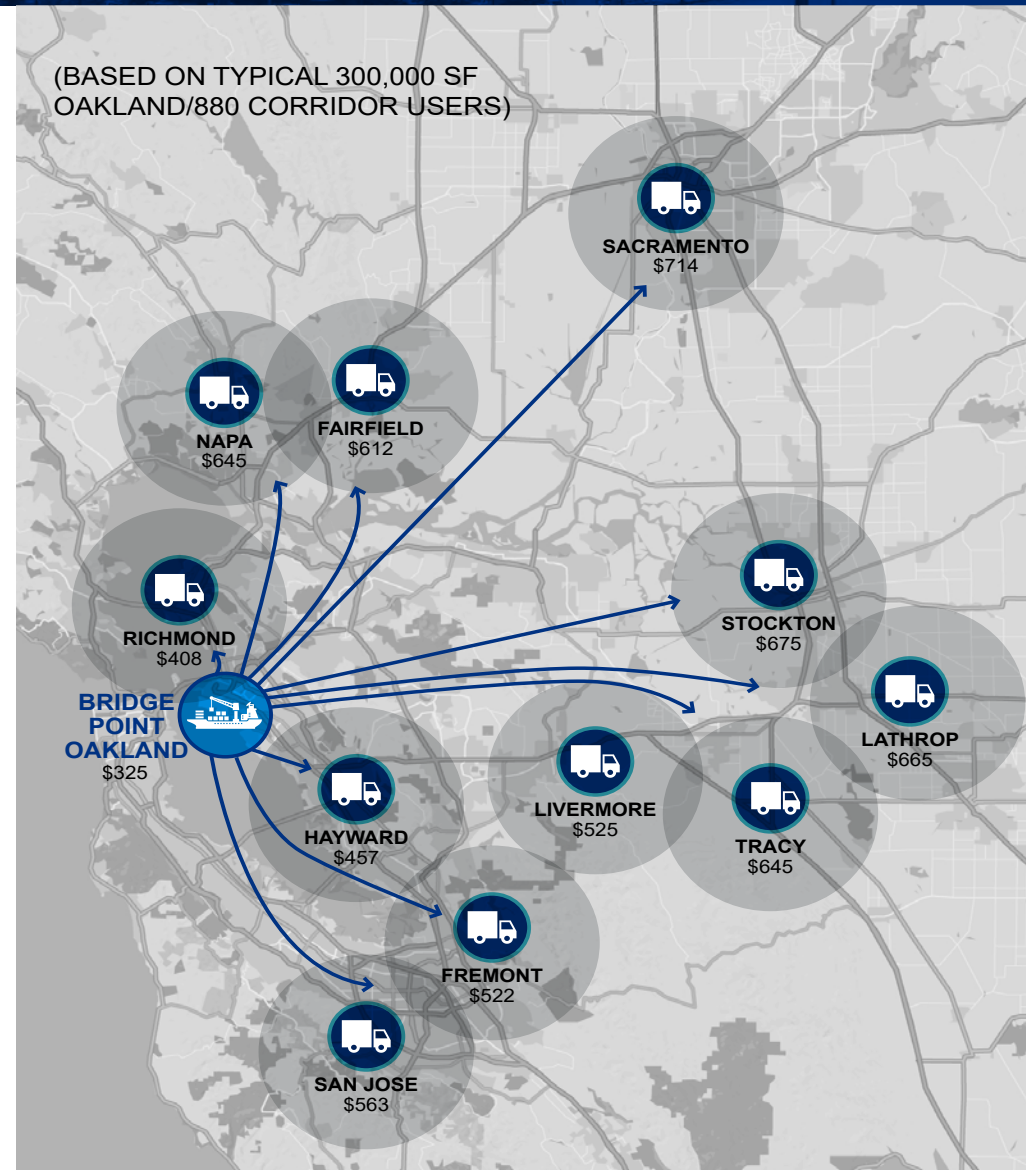 (BASED ON TYPICAL 300,000 SF
OAKLAND/880 CORRIDOR USERS)
SACRAMENTO
$714
NAPA
$645
FAIRFIELD
$612
RICHMOND
$408
STOCKTON
$675
BRIDGE
POINT
OAKLAND
$325
LATHROP
$665
HAYWARD
$457
LIVERMORE
$525
TRACY
$645
FREMONT
$522
SAN JOSE
$563